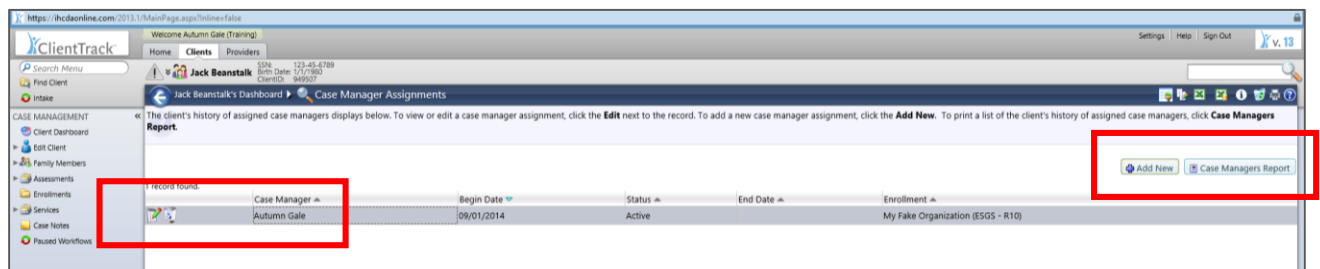 https://ihcdaonline.com/2013.1/MainPage.aspx?Inline=false
ClientTrack
Welcome Autumn Gale (Training)
Settings Help Sign Out
v. 13
Home Clients Providers
Search Menu
Find Client
Intake
Jack Beanstalk
SSN: 123-45-6789
Birth Date: 1/1/1980
ClientID: 949507
Jack Beanstalk's Dashboard Case Manager Assignments
CASE MANAGEMENT
Client Dashboard
Edit Client
Family Members
Assessments
Enrollments
Services
Case Notes
Paused Workflows
The client's history of assigned case managers displays below. To view or edit a case manager assignment, click the Edit next to the record. To add a new case manager assignment, click the Add New. To print a list of the client's history of assigned case managers, click Case Managers
Report.
Add New Case Managers Report
1 record found.
Case Manager Begin Date Status End Date Enrollment
Autumn Gale 09/01/2014 Active My Fake Organization (ESGS - R10)